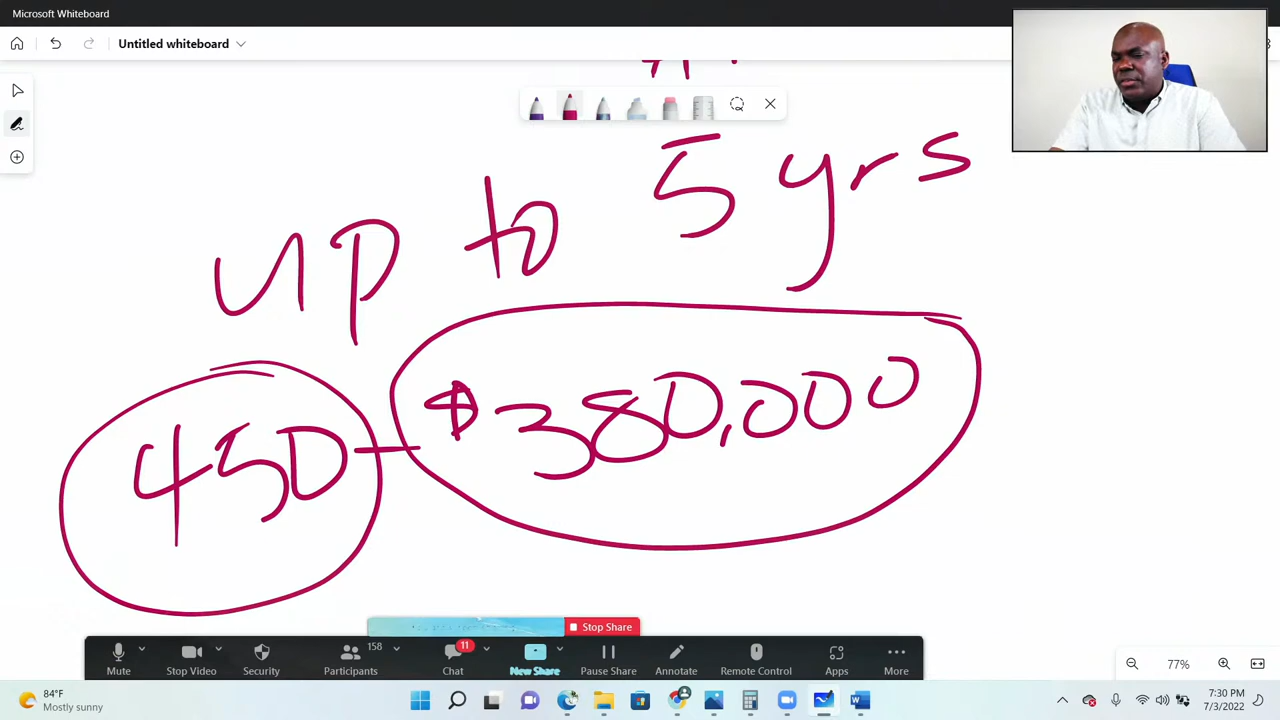 Microsoft Whiteboard
Untitled whiteboard
up to 5 yrs
450 - $380,000
Stop Share
158
11
Mute
Stop Video
Security
Participants
Chat
New Share
Pause Share
Annotate
Remote Control
Apps
More
77%
84°F
Mostly sunny
7:30 PM
7/3/2022